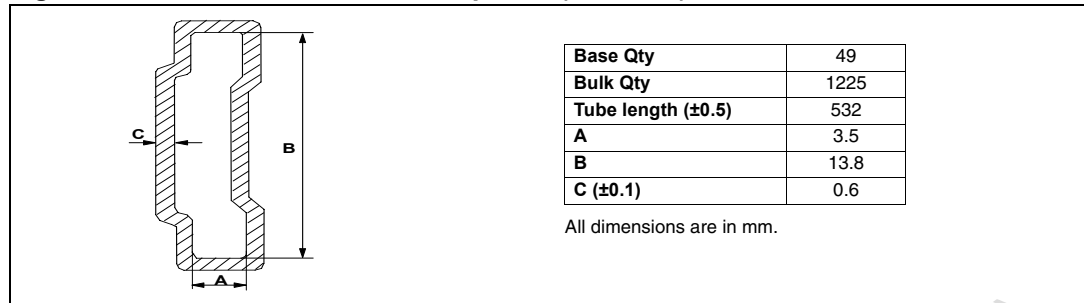 C
B
A
Base Qty 49
Bulk Qty 1225
Tube length (±0.5) 532
A 3.5
B 13.8
C (±0.1) 0.6
All dimensions are in mm.